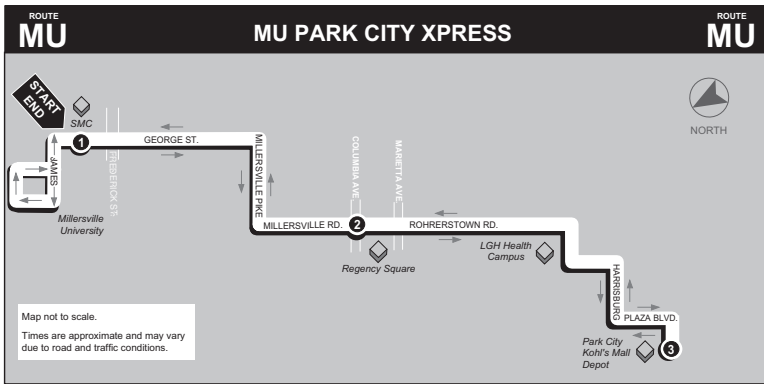 ROUTE
MU
MU PARK CITY XPRESS
ROUTE
MU
START
END
SMC
1
GEORGE ST.
FREDERICK ST.
JAMES
Millersville
University
MILLERSVILLE PIKE
MILLERSVILLE RD.
COLUMBIA AVE.
2
MARIETTA AVE.
ROHRERSTOWN RD.
Regency Square
LGH Health
Campus
HARRISBURG
PLAZA BLVD.
Park City
Kohl's Mall
Depot
3
NORTH
Map not to scale.
Times are approximate and may vary
due to road and traffic conditions.